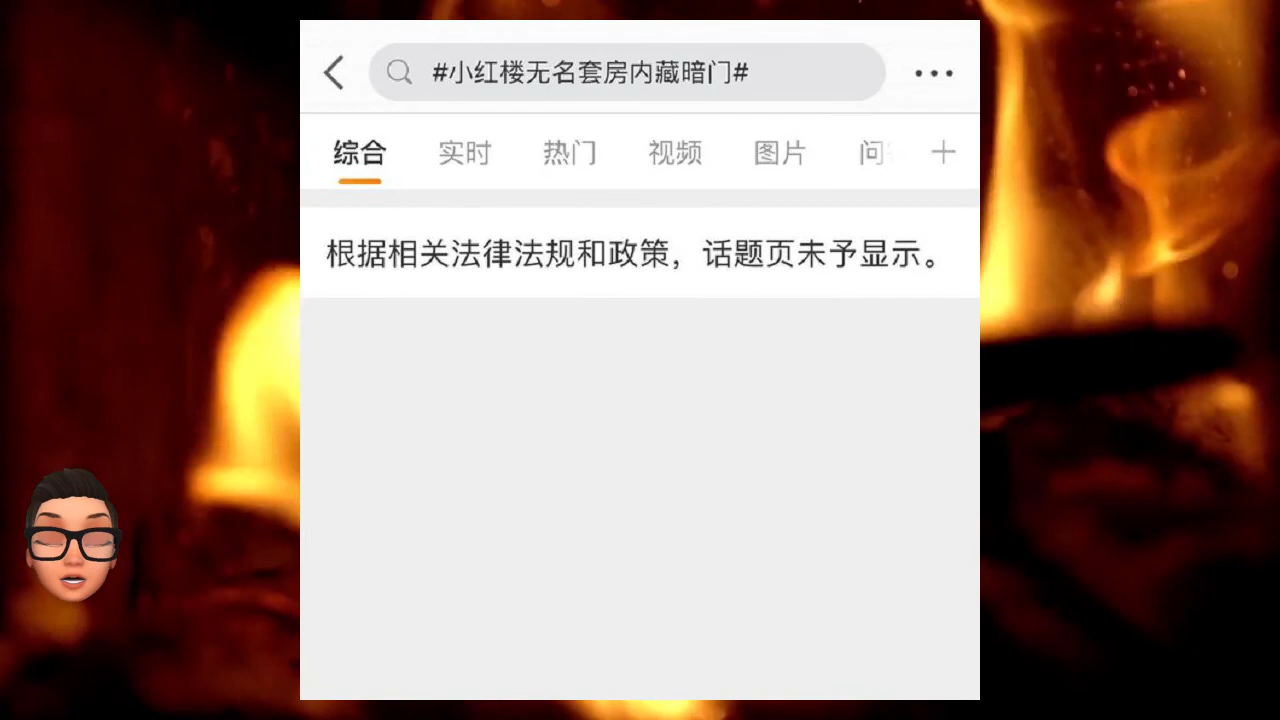 #小红楼无名套房内藏暗门#
综合 实时 热门 视频 图片 问
根据相关法律法规和政策，话题页未予显示。